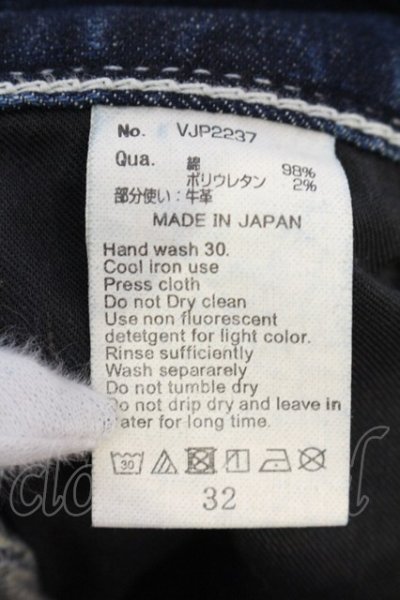 No. VJP2237
Qua. 綿 98%
ポリウレタン 2%
部分使い：牛革
MADE IN JAPAN
Hand wash 30.
Cool iron use
Press cloth
Do not Dry clean
Use non fluorescent
detetgent for light color.
Rinse sufficiently
Wash separarely
Do not tumble dry
Do not drip dry and leave in
water for long time.
30
32